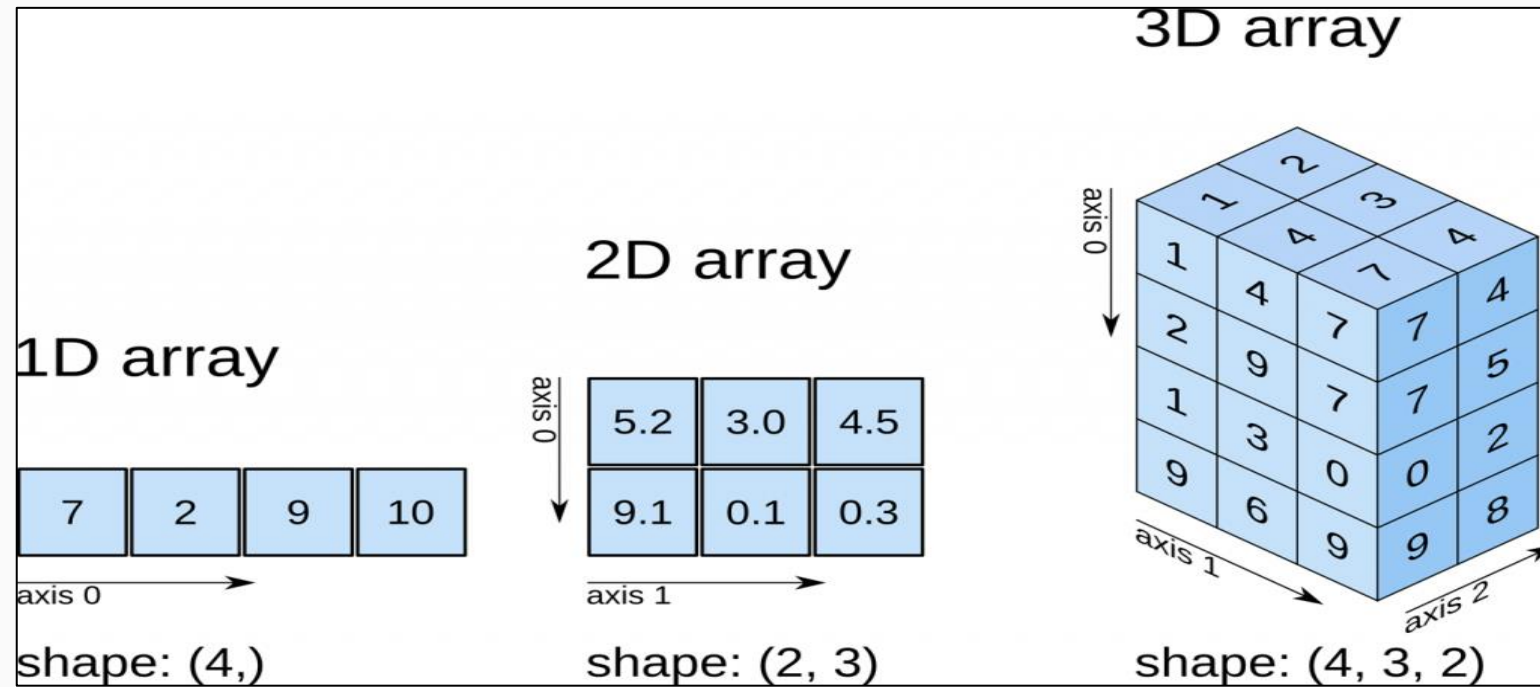 1D array
7 2 9 10
axis 0
shape: (4,)
2D array
axis 0
5.2 3.0 4.5
9.1 0.1 0.3
axis 1
shape: (2, 3)
3D array
axis 0
2
1 3
4 4
7
1 4 7 7 4
2 9 7 7 5
1 3 0 0 2
9 6 9 9 8
axis 1
axis 2
shape: (4, 3, 2)